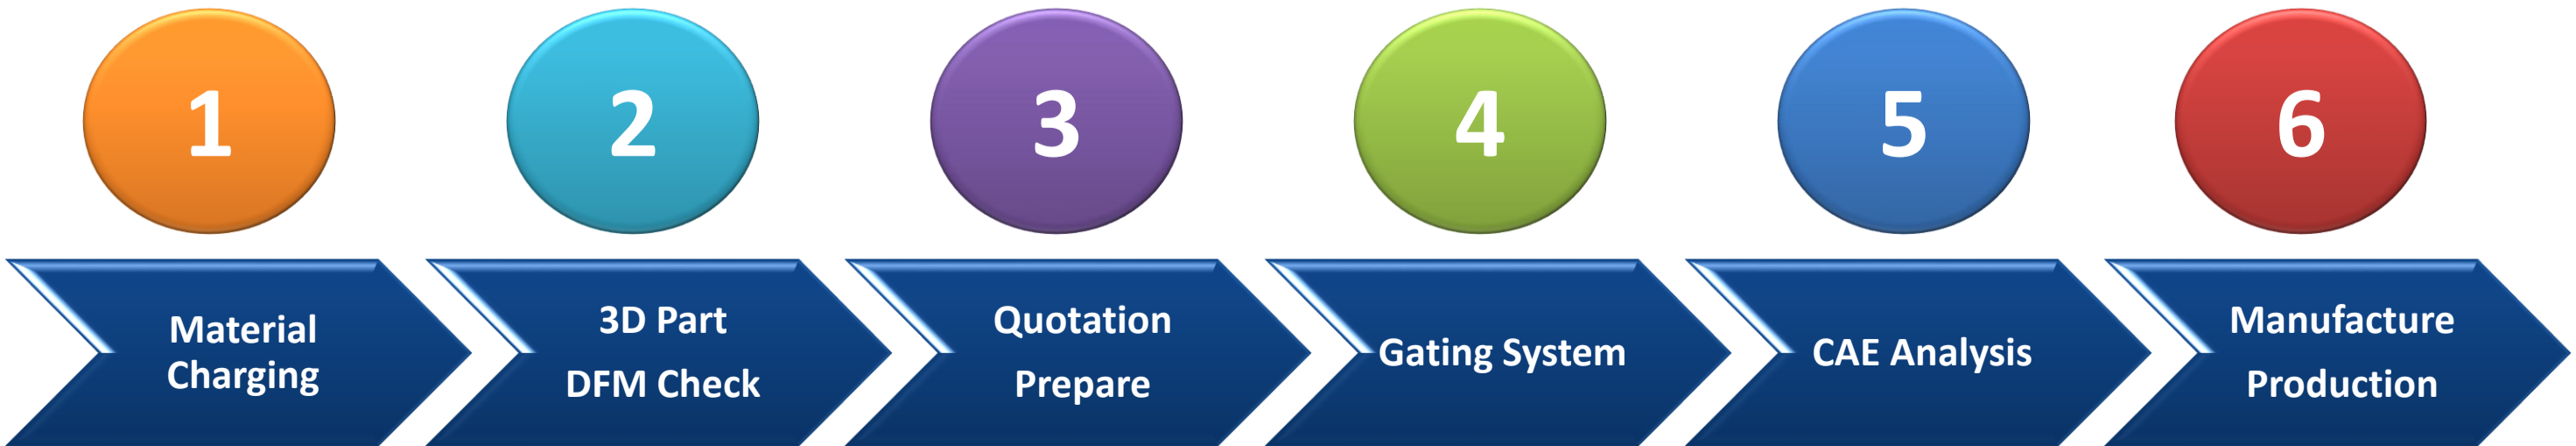 1
2
3
4
5
6
Material
Charging
3D Part
DFM Check
Quotation
Prepare
Gating System
CAE Analysis
Manufacture
Production